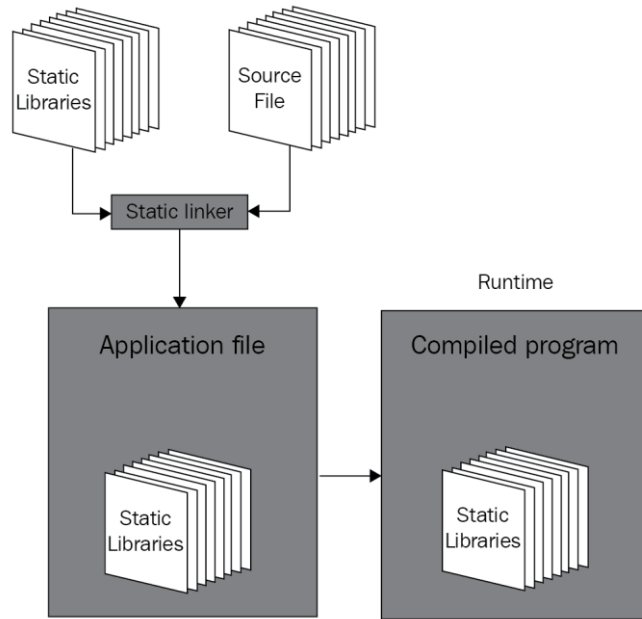 Static
Libraries
Source
File
Static linker
Runtime
Application file
Compiled program
Static
Libraries
Static
Libraries